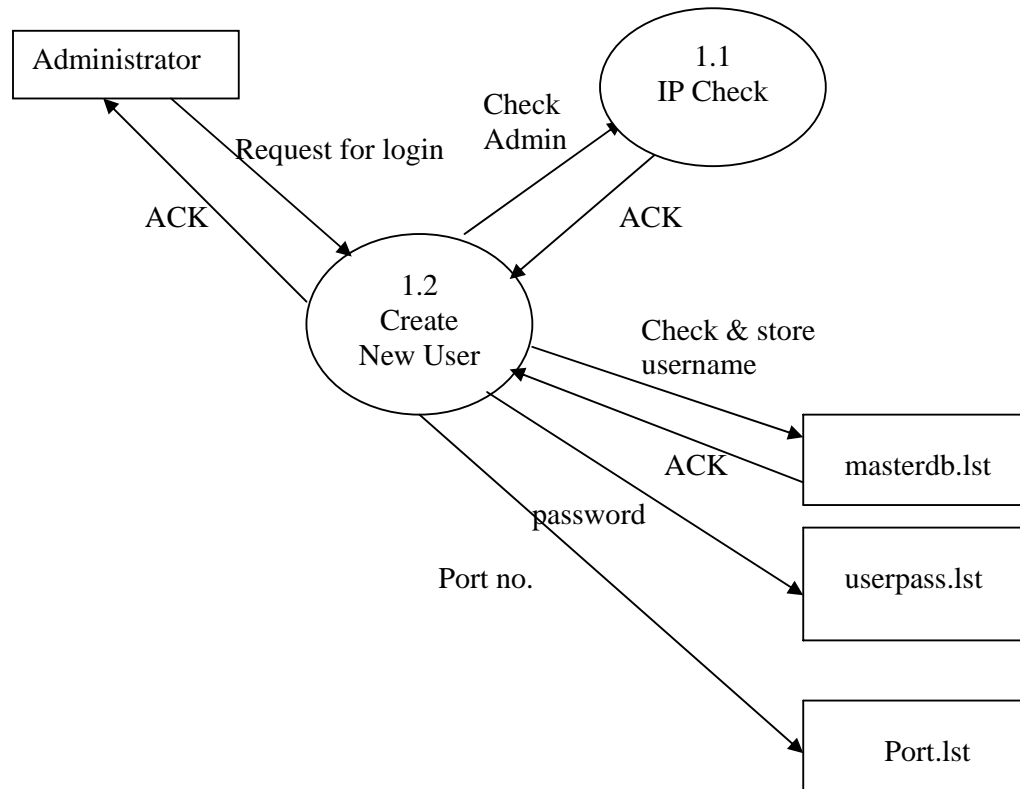 Administrator
1.1
IP Check
Check
Admin
Request for login
ACK
ACK
1.2
Create
New User
Check & store
username
ACK
masterdb.lst
password
Port no.
userpass.lst
Port.lst